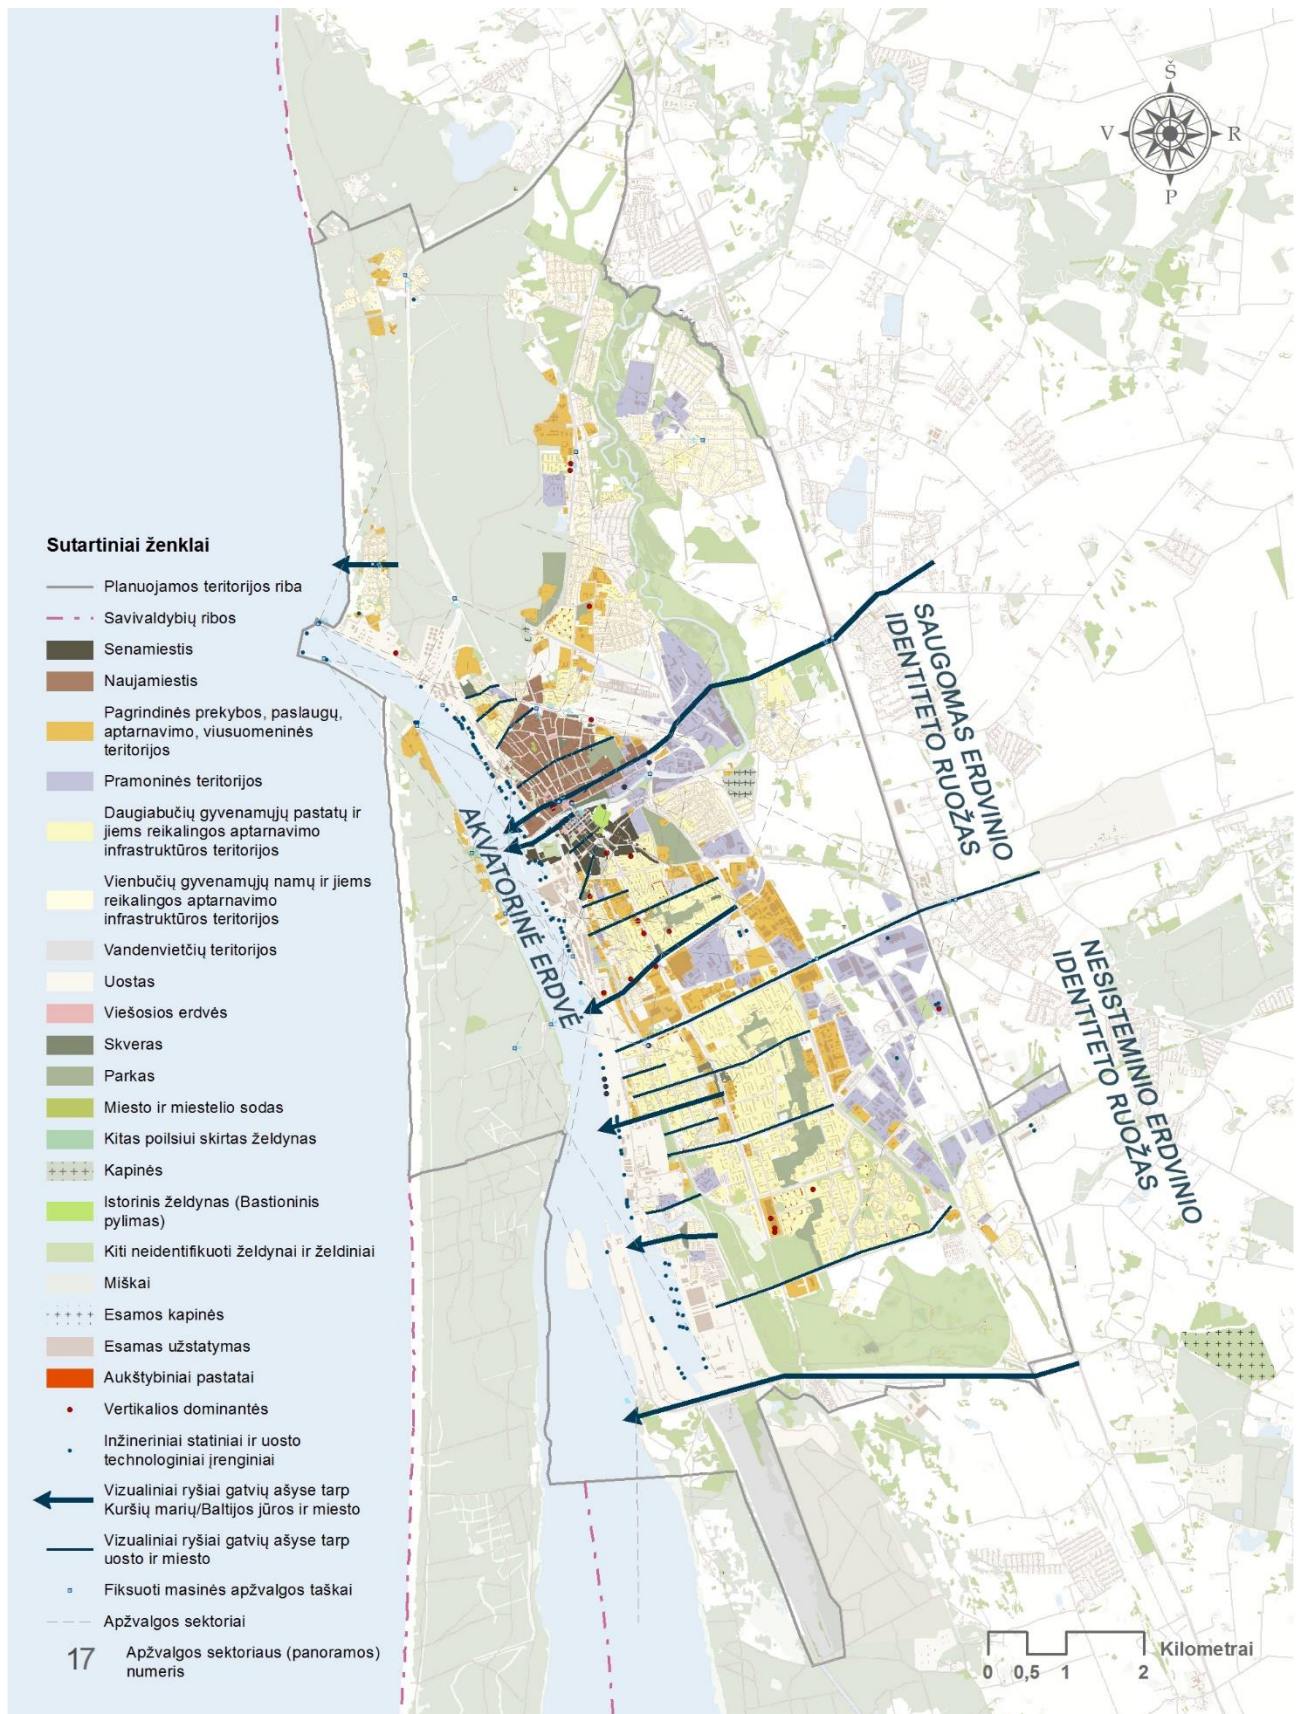 Š
V
R
P
Sutartiniai ženklai
Planuojamos teritorijos riba
Savivaldybių ribos
Senamiestis
Naujamiestis
Pagrindinės prekybos, paslaugų,
aptarnavimo, viusuomeninės
teritorijos
Pramoninės teritorijos
Daugiabučių gyvenamųjų pastatų ir
jiems reikalingos aptarnavimo
infrastruktūros teritorijos
Vienbučių gyvenamųjų namų ir jiems
reikalingos aptarnavimo
infrastruktūros teritorijos
Vandenviečių teritorijos
Uostas
Viešosios erdvės
Skveras
Parkas
Miesto ir miestelio sodas
Kitas poilsiui skirtas želdynas
Kapinės
Istorinis želdynas (Bastioninis
pylimas)
Kiti neidentifikuoti želdynai ir želdiniai
Miškai
Esamos kapinės
Esamas užstatymas
Aukštybiniai pastatai
Vertikalios dominantės
Inžineriniai statiniai ir uosto
technologiniai įrenginiai
Vizualiniai ryšiai gatvių ašyse tarp
Kuršių marių/Baltijos jūros ir miesto
Vizualiniai ryšiai gatvių ašyse tarp
uosto ir miesto
Fiksuoti masinės apžvalgos taškai
Apžvalgos sektoriai
17 Apžvalgos sektoriaus (panoramos)
numeris
AKVATORINĖ ERDVĖ
SAUGOMAS ERDVINIO
IDENTITETO RUOŽAS
NESISTEMINIO ERDVINIO
IDENTITETO RUOŽAS
Kilometrai
0 0,5 1 2